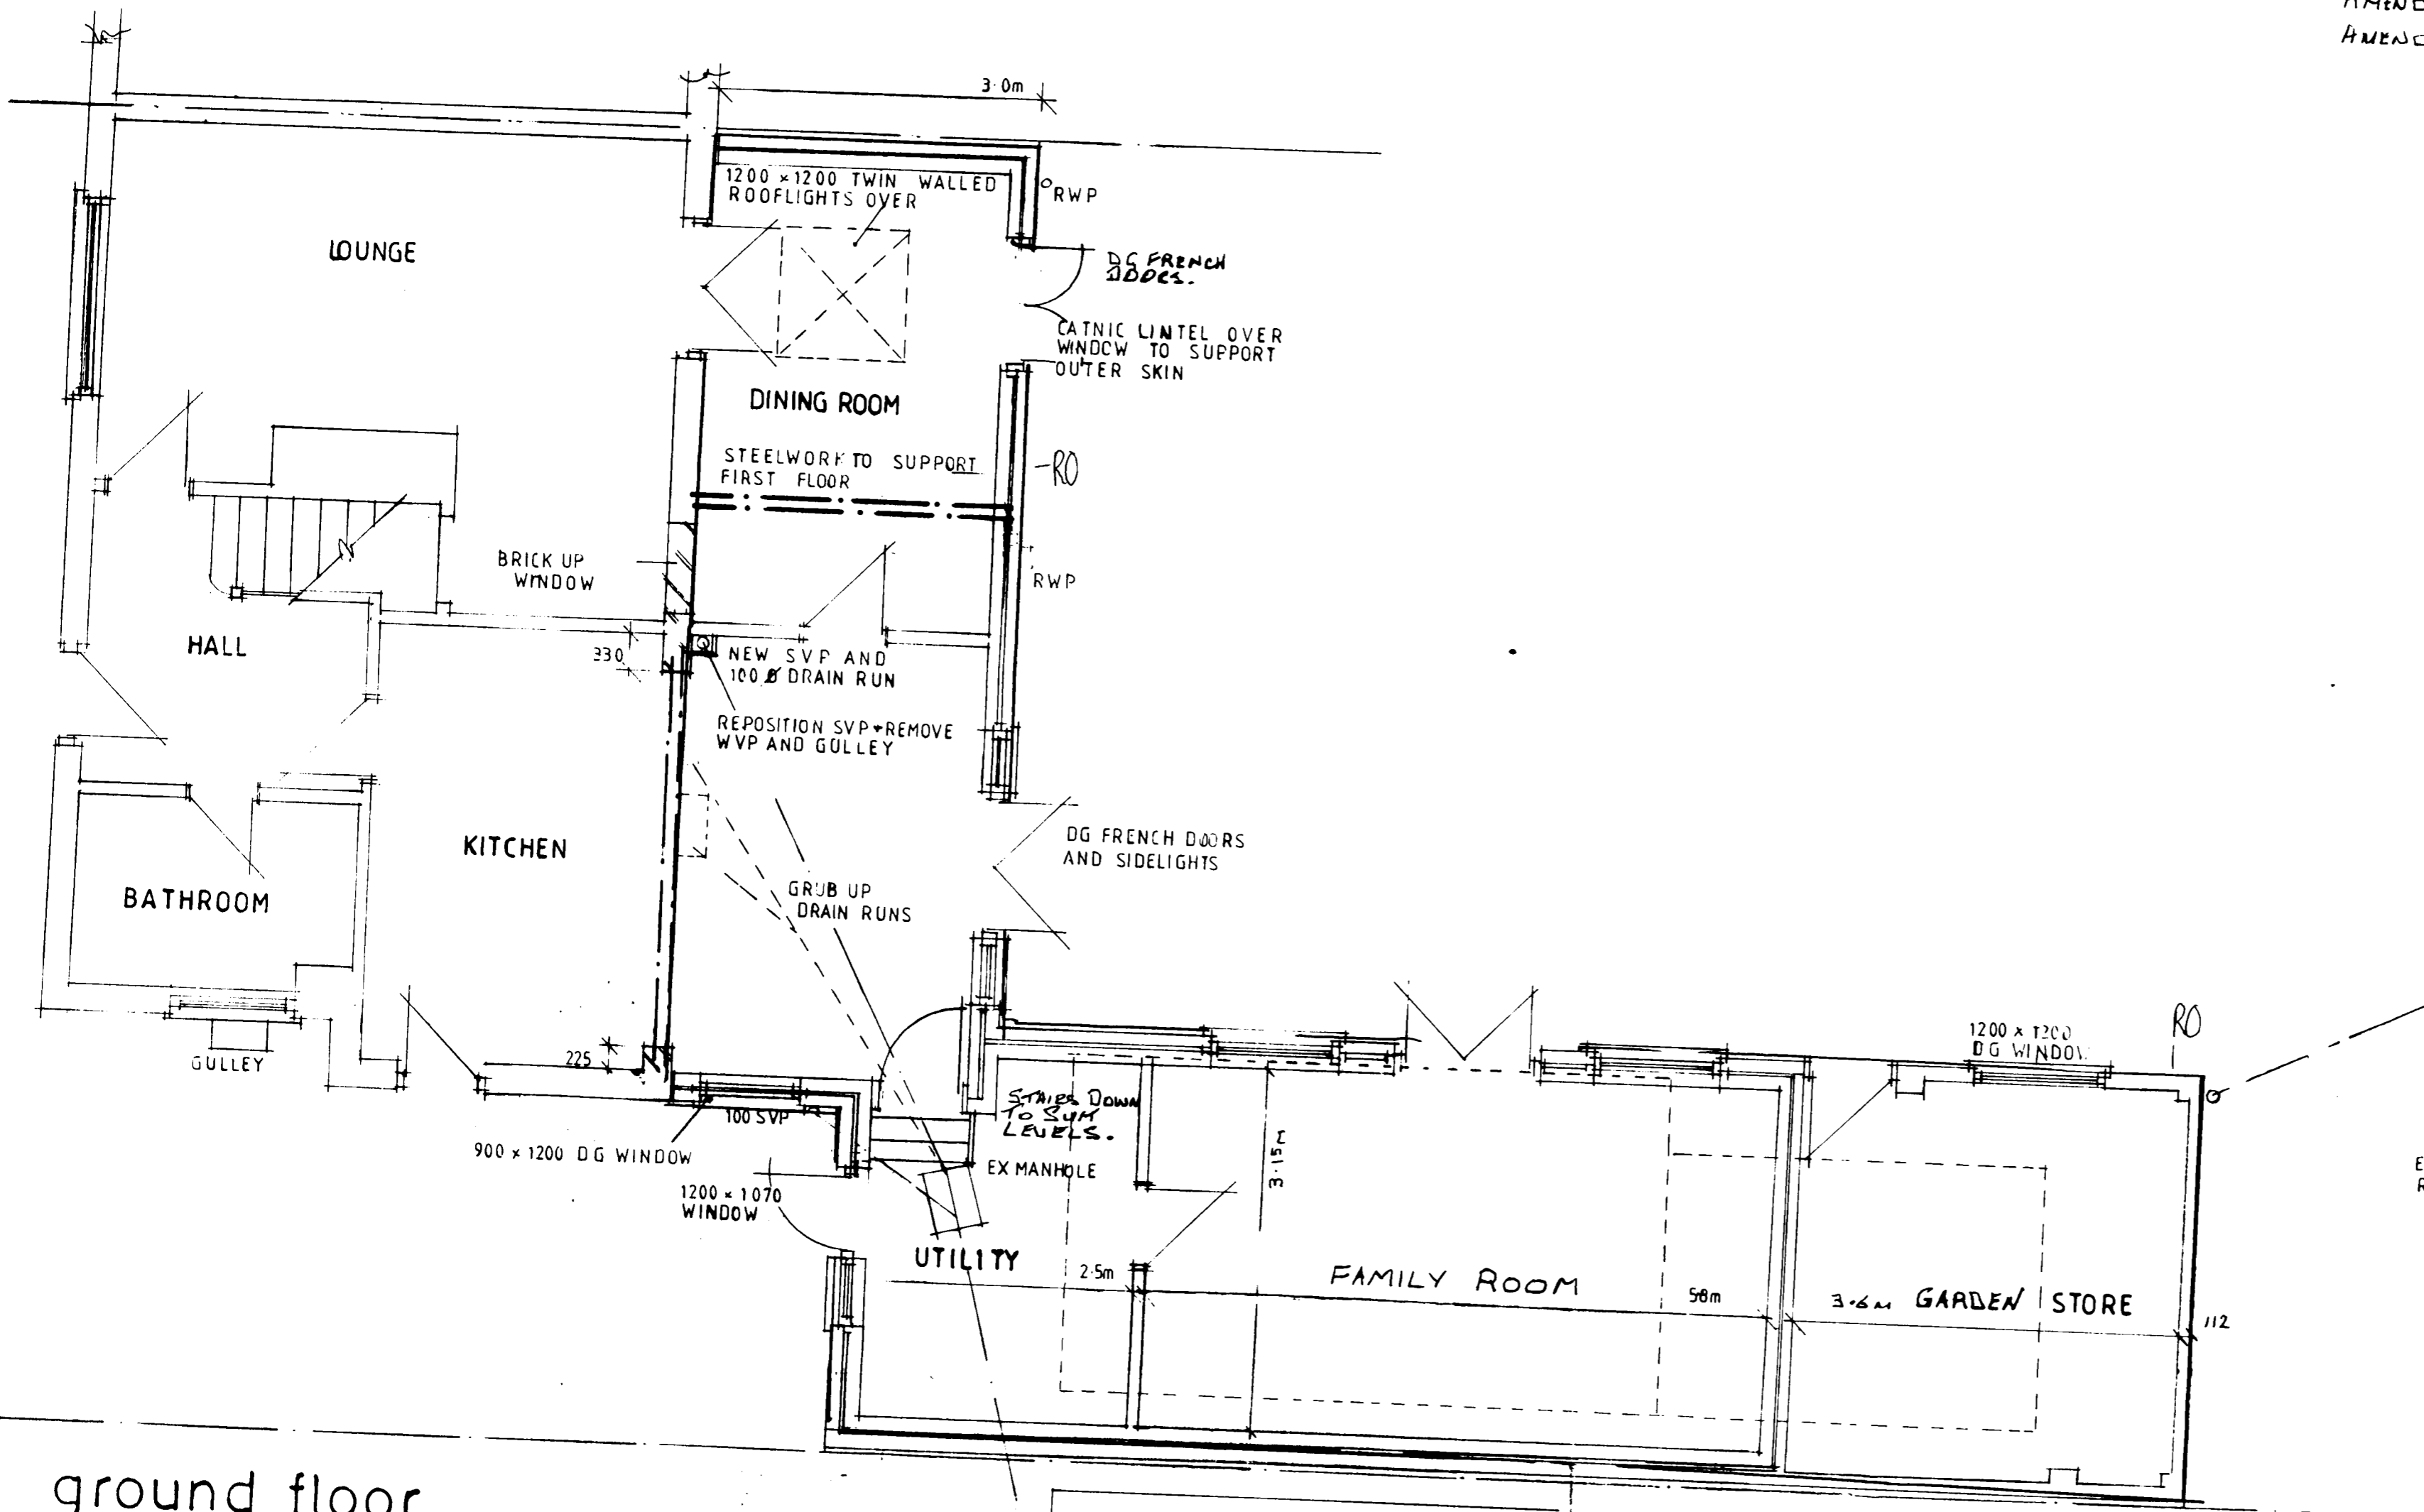 3.0m
1200 x 1200 TWIN WALLED
ROOFLIGHTS OVER
RWP
LOUNGE
DG FRENCH
DOORS.
CATNIC LINTEL OVER
WINDOW TO SUPPORT
OUTER SKIN
DINING ROOM
STEELWORK TO SUPPORT
FIRST FLOOR
RO
BRICK UP
WINDOW
RWP
HALL
330
NEW SVP AND
100 Ø DRAIN RUN
REPOSITION SVP + REMOVE
WVP AND GULLEY
KITCHEN
DG FRENCH DOORS
AND SIDELIGHTS
BATHROOM
GRUB UP
DRAIN RUNS
GULLEY
225
1200 x 1200
DG WINDOW
RO
100 SVP
STAIRS DOWN
TO SUIT
LEVELS.
900 x 1200 DG WINDOW
EX MANHOLE
3.15M
1200 x 1070
WINDOW
UTILITY
2.5m
FAMILY ROOM
5.8m
3.6M GARDEN STORE
112
ground floor